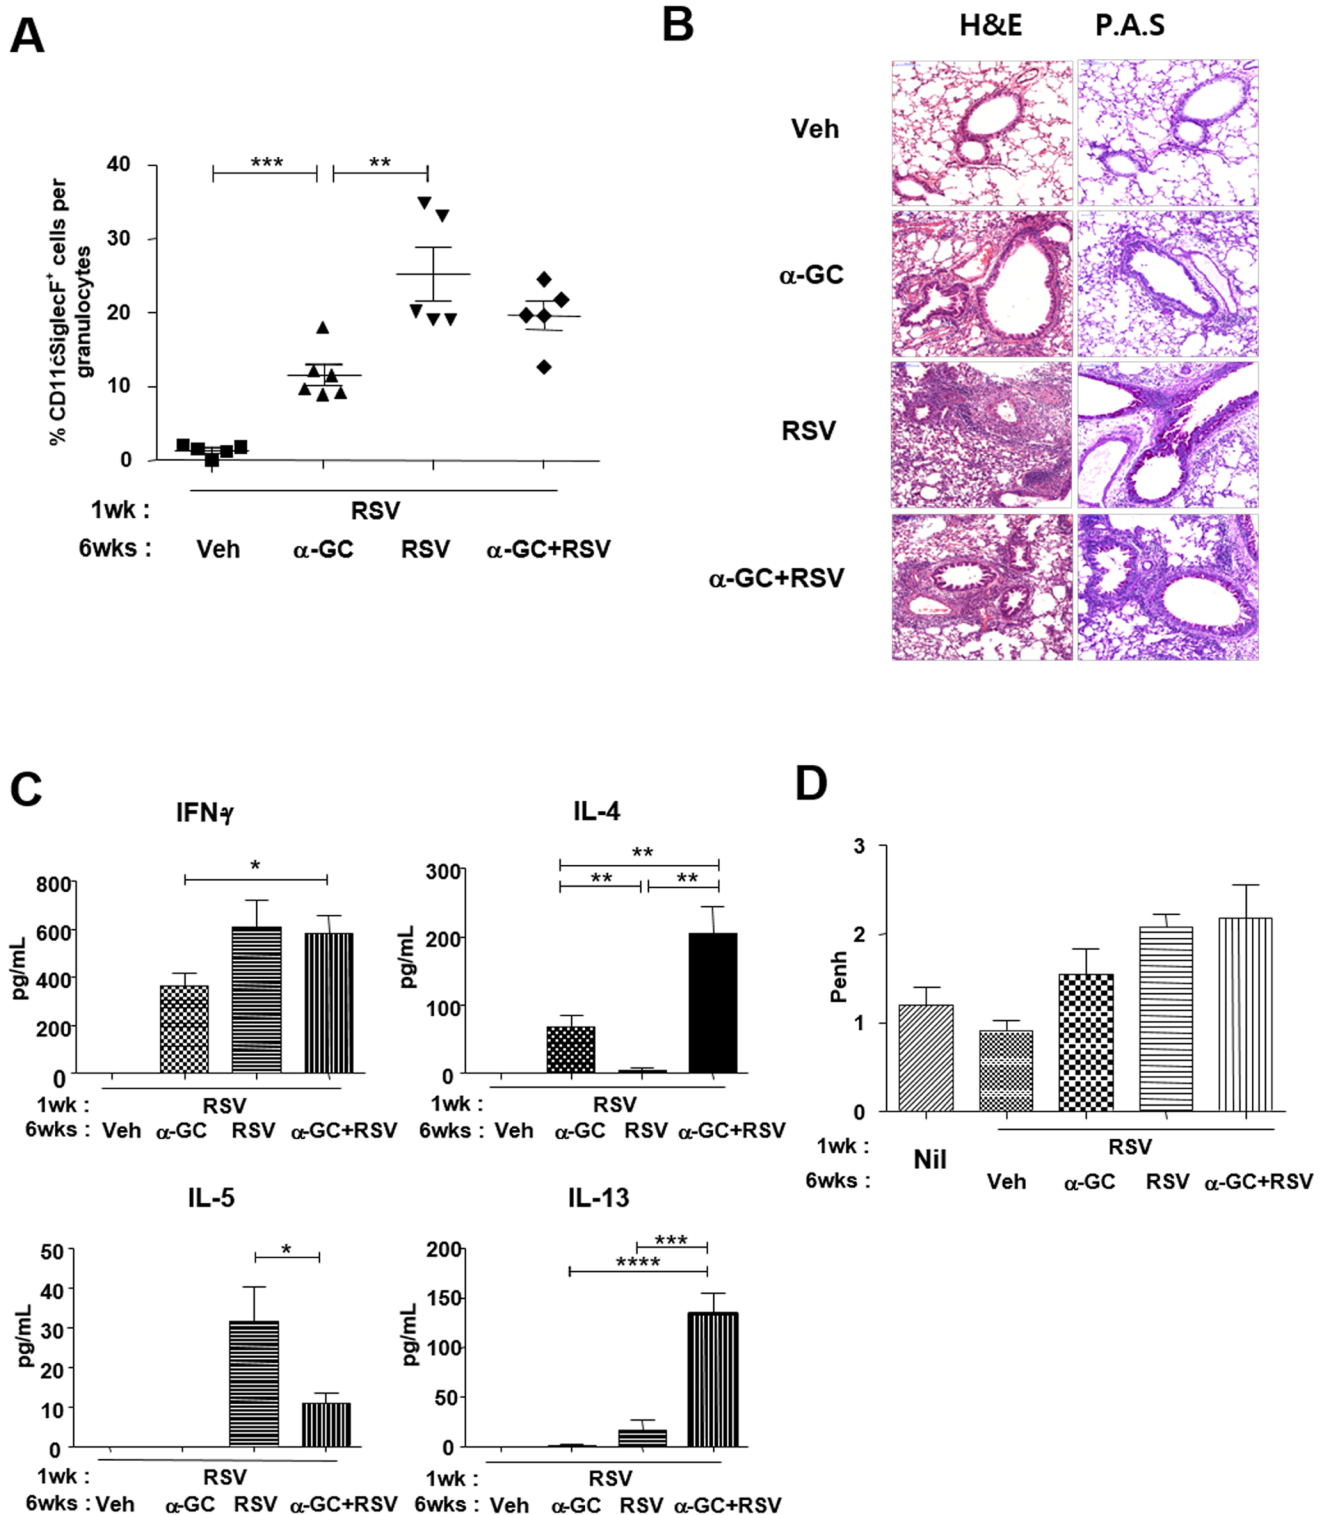 A
% CD11cSiglecF+ cells per
granulocytes
40
30
20
10
0
*** **
1wk : RSV
6wks : Veh α-GC RSV α-GC+RSV
B
H&E P.A.S
Veh
α-GC
RSV
α-GC+RSV
C
IFNγ
pg/mL
800
600
400
200
0
*
1wk : RSV
6wks : Veh α-GC RSV α-GC+RSV
IL-4
pg/mL
300
200
100
0
**
** **
1wk : RSV
6wks : Veh α-GC RSV α-GC+RSV
IL-5
pg/mL
50
40
30
20
10
0
*
1wk : RSV
6wks : Veh α-GC RSV α-GC+RSV
IL-13
pg/mL
200
150
100
50
0
***
****
1wk : RSV
6wks : Veh α-GC RSV α-GC+RSV
D
Penh
3
2
1
0
1wk : Nil RSV
6wks : Veh α-GC RSV α-GC+RSV